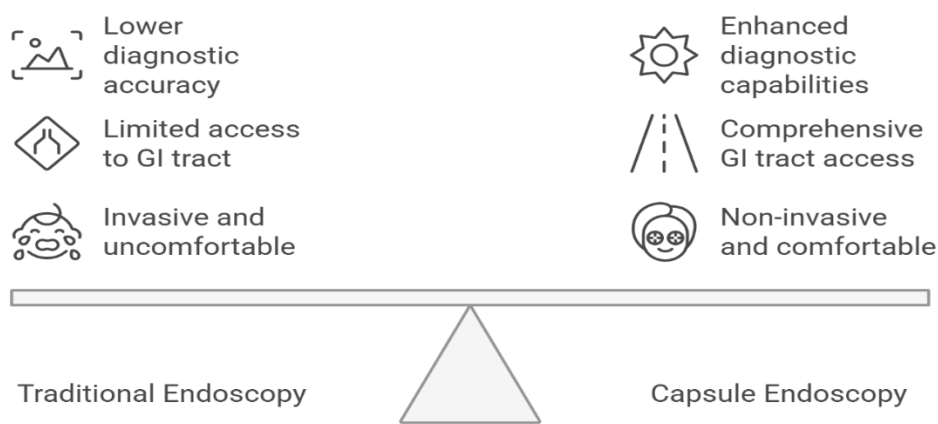 Lower
diagnostic
accuracy
Limited access
to GI tract
Invasive and
uncomfortable
Enhanced
diagnostic
capabilities
Comprehensive
GI tract access
Non-invasive
and comfortable
Traditional Endoscopy
Capsule Endoscopy